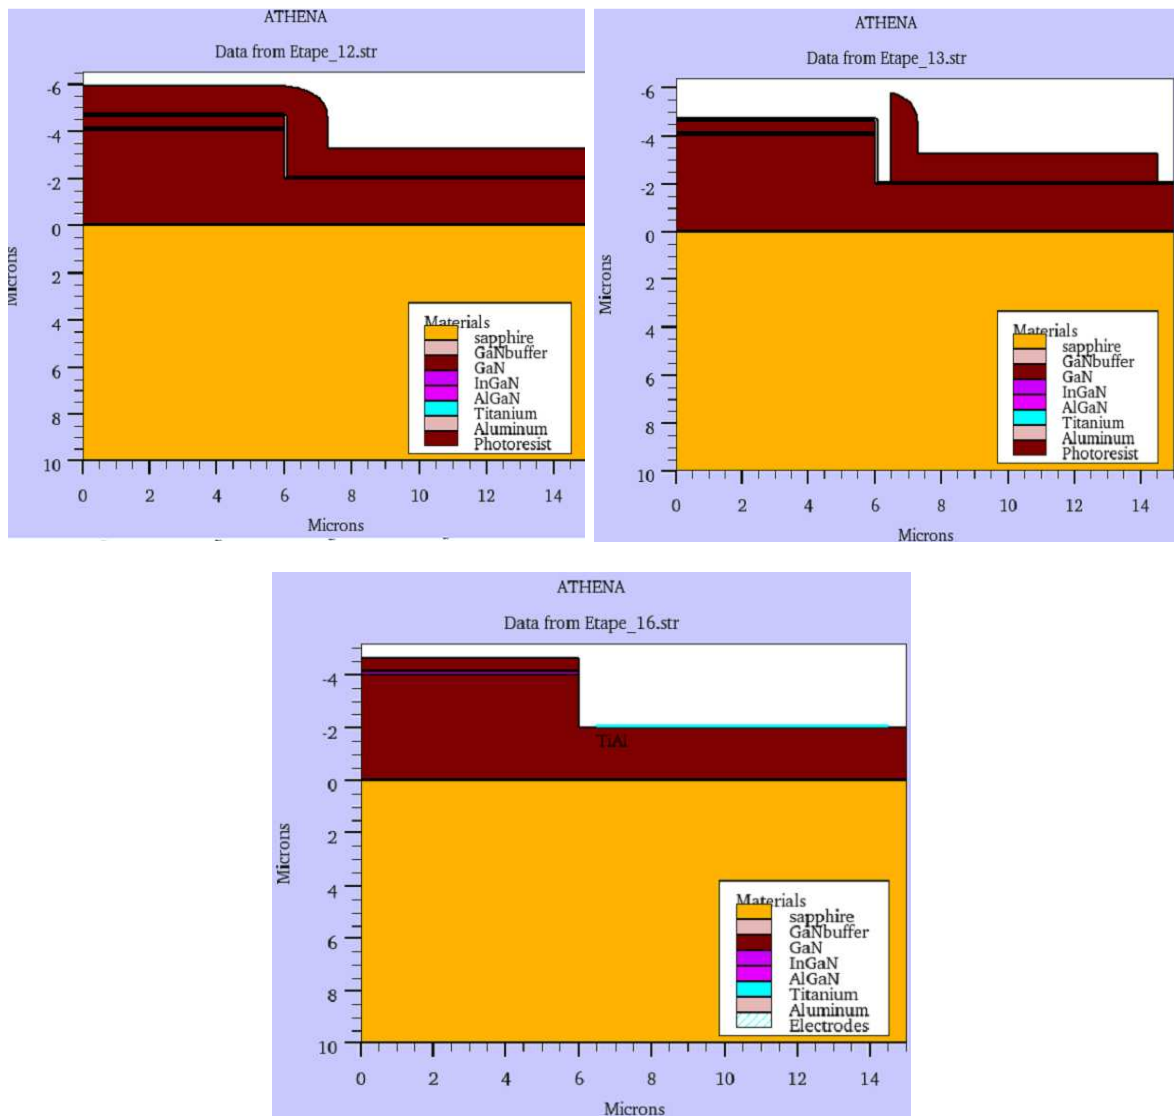 ATHENA
Data from Etape_12.str
-6
-4
-2
0
2
4
6
8
10
Microns
Materials
sapphire
GaNbuffer
GaN
InGaN
AlGaN
Titanium
Aluminum
Photoresist
0 2 4 6 8 10 12 14
Microns
ATHENA
Data from Etape_13.str
-6
-4
-2
0
2
4
6
8
10
Microns
Materials
sapphire
GaNbuffer
GaN
InGaN
AlGaN
Titanium
Aluminum
Photoresist
0 2 4 6 8 10 12 14
Microns
ATHENA
Data from Etape_16.str
-4
-2
0
2
4
6
8
10
Microns
TiAl
Materials
sapphire
GaNbuffer
GaN
InGaN
AlGaN
Titanium
Aluminum
Electrodes
0 2 4 6 8 10 12 14
Microns